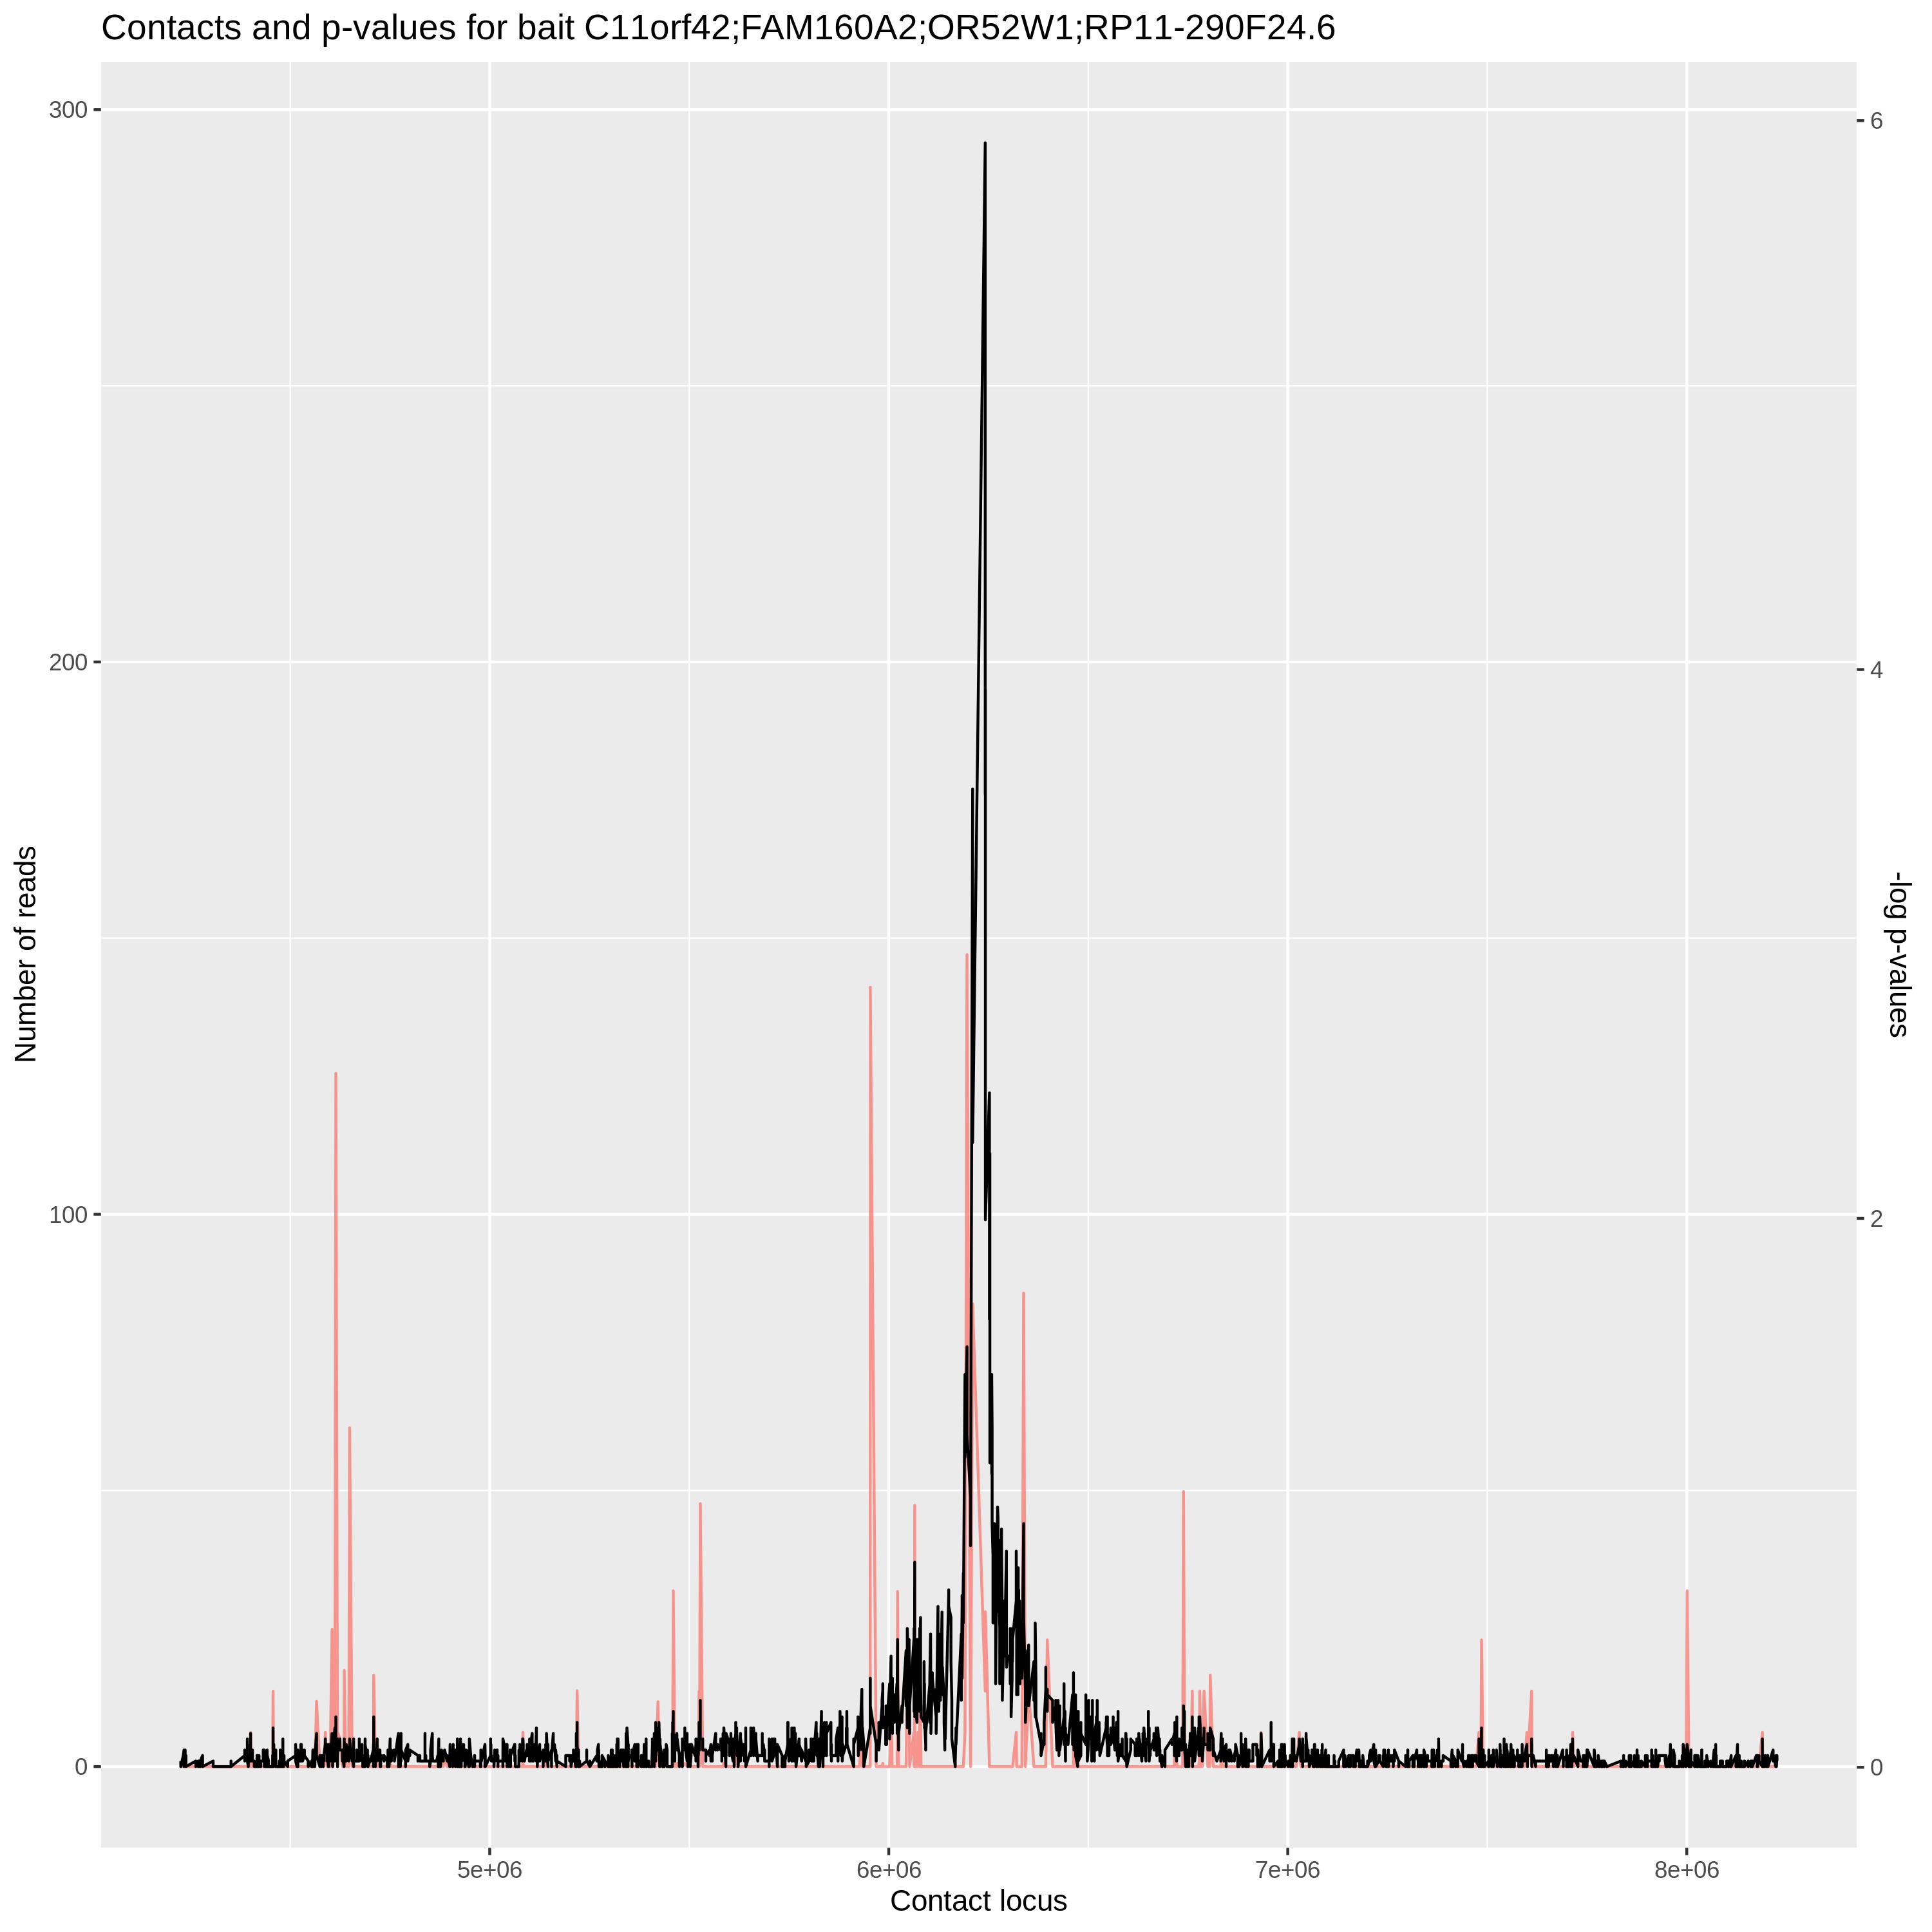 Contacts and p-values for bait C11orf42;FAM160A2;OR52W1;RP11-290F24.6
300
200
100
0
Number of reads
6
4
2
0
-log p-values
5e+06
6e+06
7e+06
8e+06
Contact locus